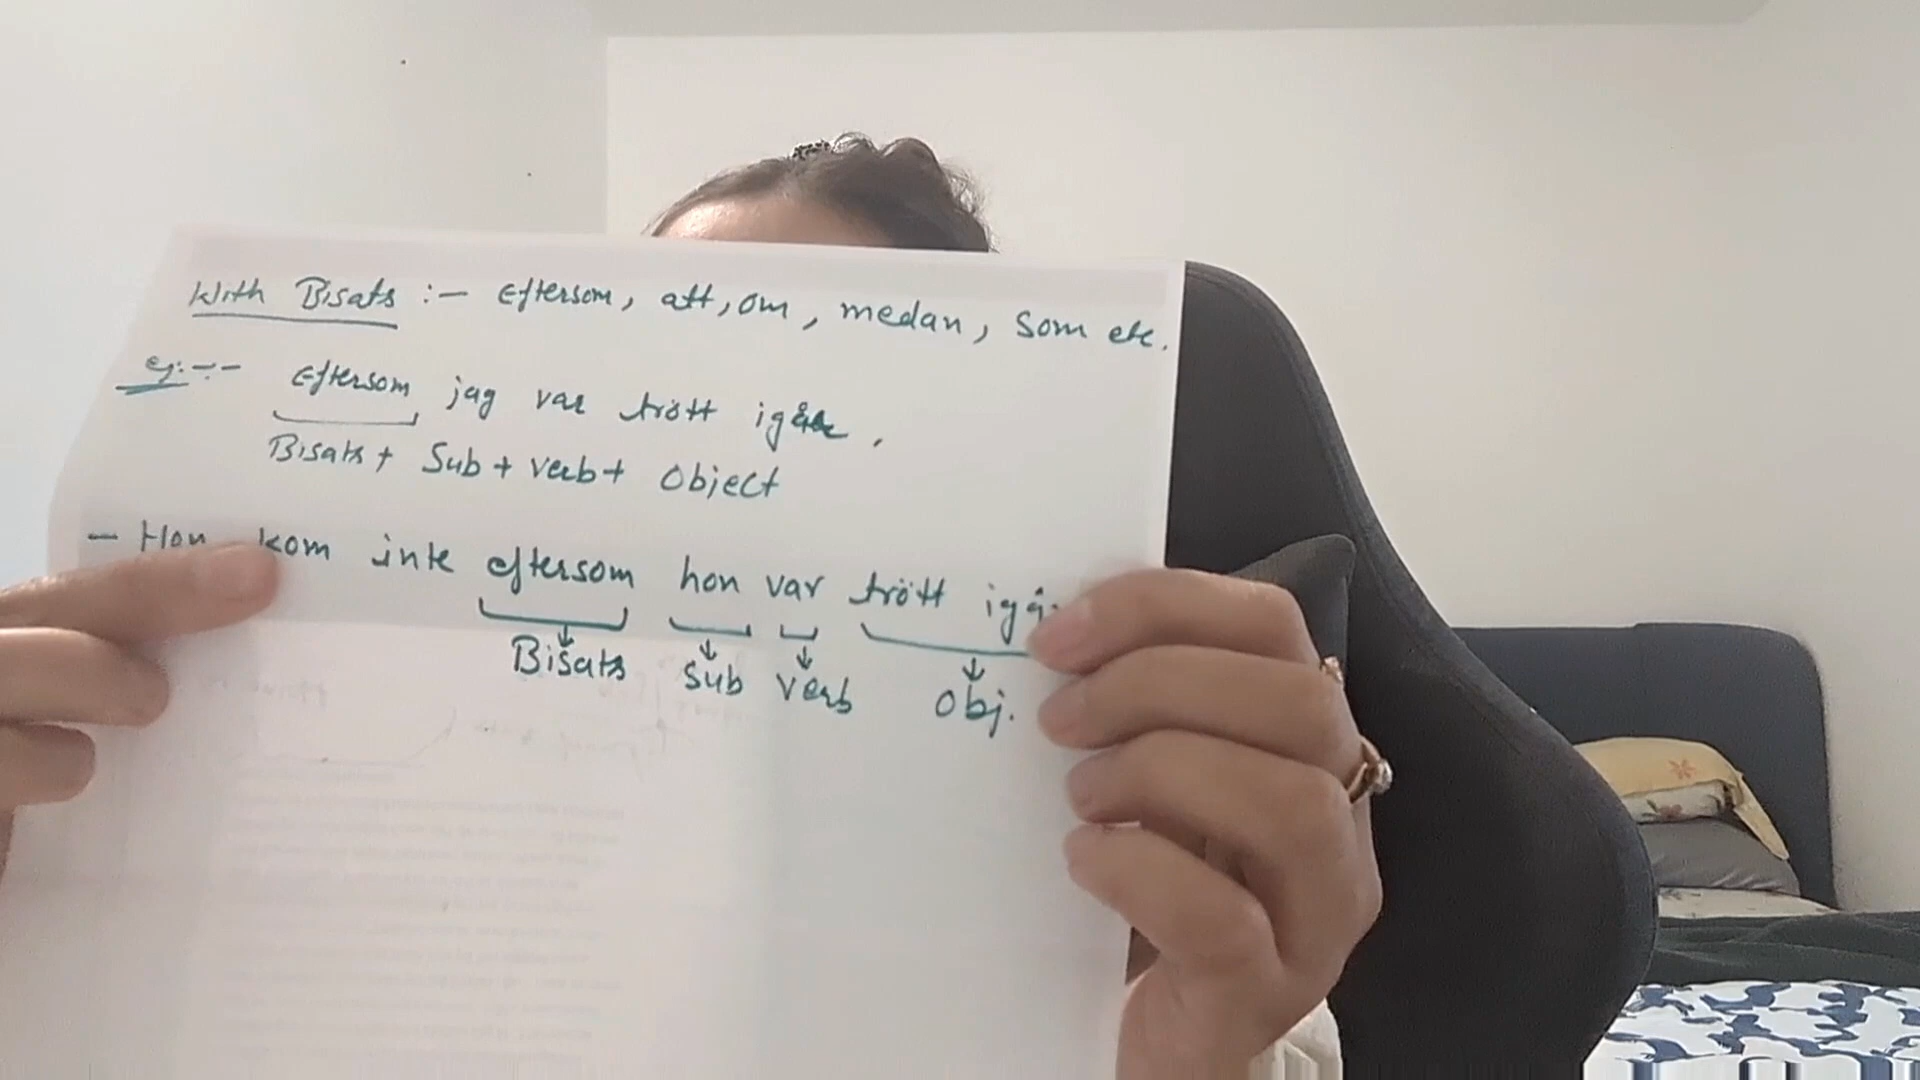 With Bisats :- Eftersom, att, om, medan, som etc.
eg:-- Eftersom jag var trött igår.
Bisats + Sub + verb + Object
- Hon kom inte eftersom hon var trött igå
Bisats Sub verb obj.